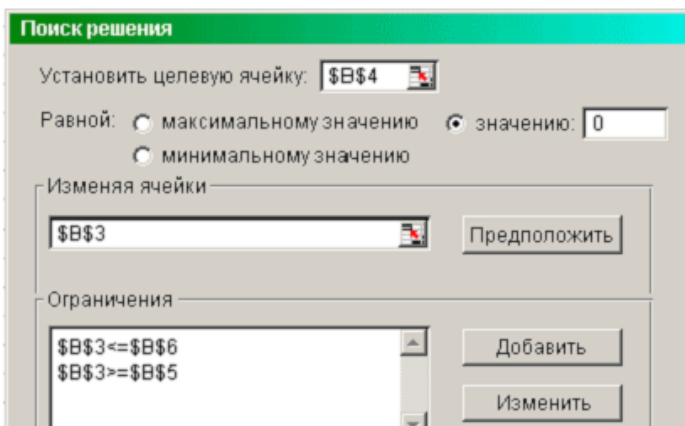 Поиск решения
Установить целевую ячейку: $B$4
Равной: максимальному значению значению: 0
минимальному значению
Изменяя ячейки
$B$3 Предположить
Ограничения
$B$3<=$B$6 Добавить
$B$3>=$B$5
Изменить